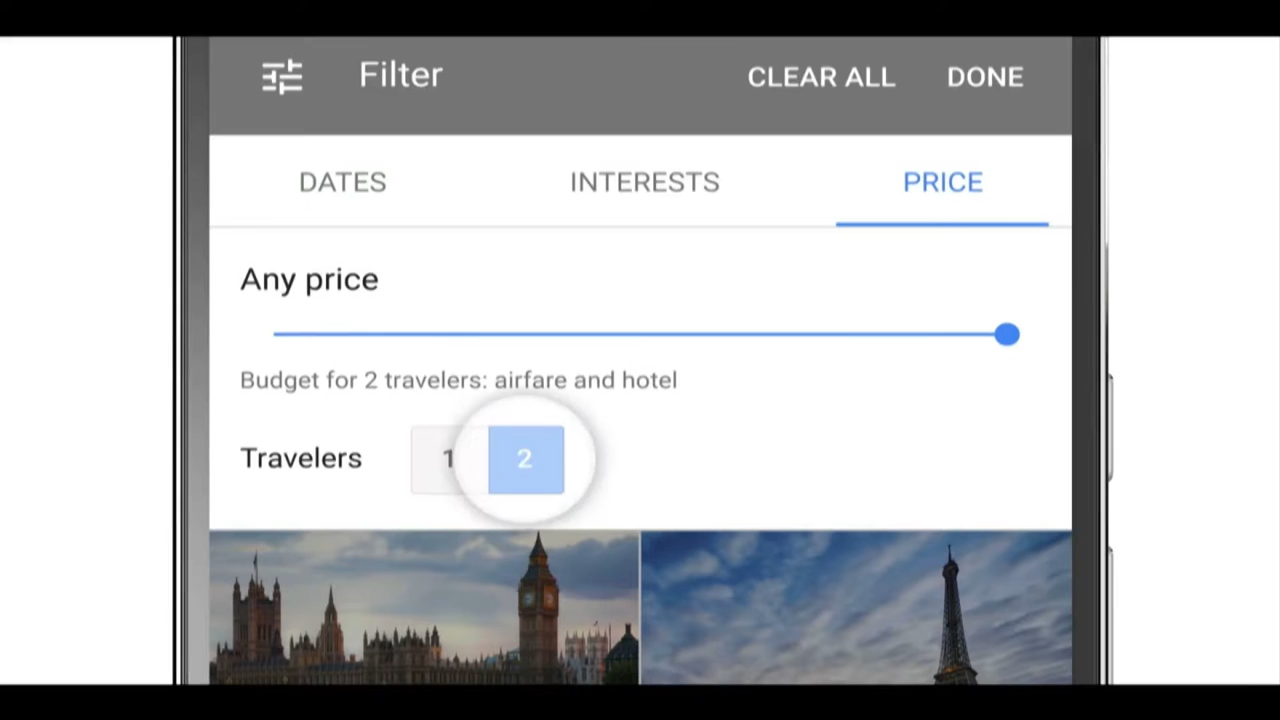 Filter CLEAR ALL DONE
DATES INTERESTS PRICE
Any price
Budget for 2 travelers: airfare and hotel
Travelers 1 2